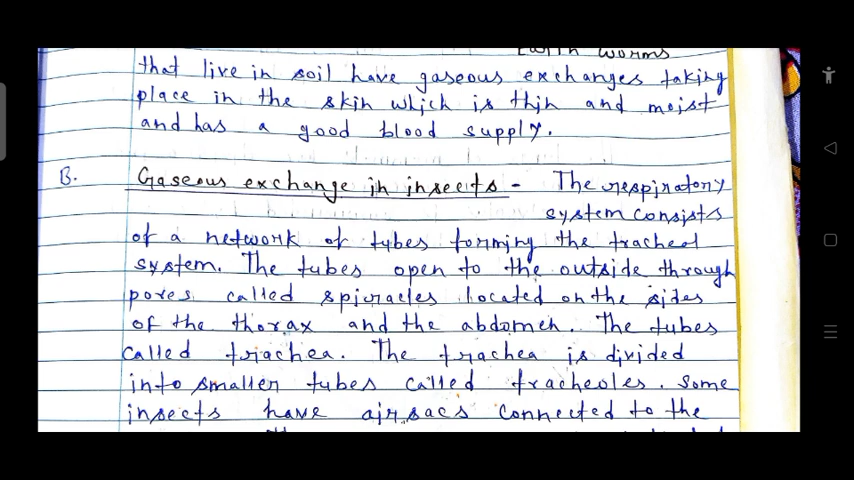 Earth worms
that live in soil have gaseous exchanges taking
place in the skin which is thin and moist
and has a good blood supply.
B. Gaseous exchange in insects - The respiratory
system consists
of a network of tubes forming the tracheal
system. The tubes open to the outside through
pores called spiracles located on the sides
of the thorax and the abdomen. The tubes
called trachea. The trachea is divided
into smaller tubes called tracheoles. Some
insects have air sacs connected to the